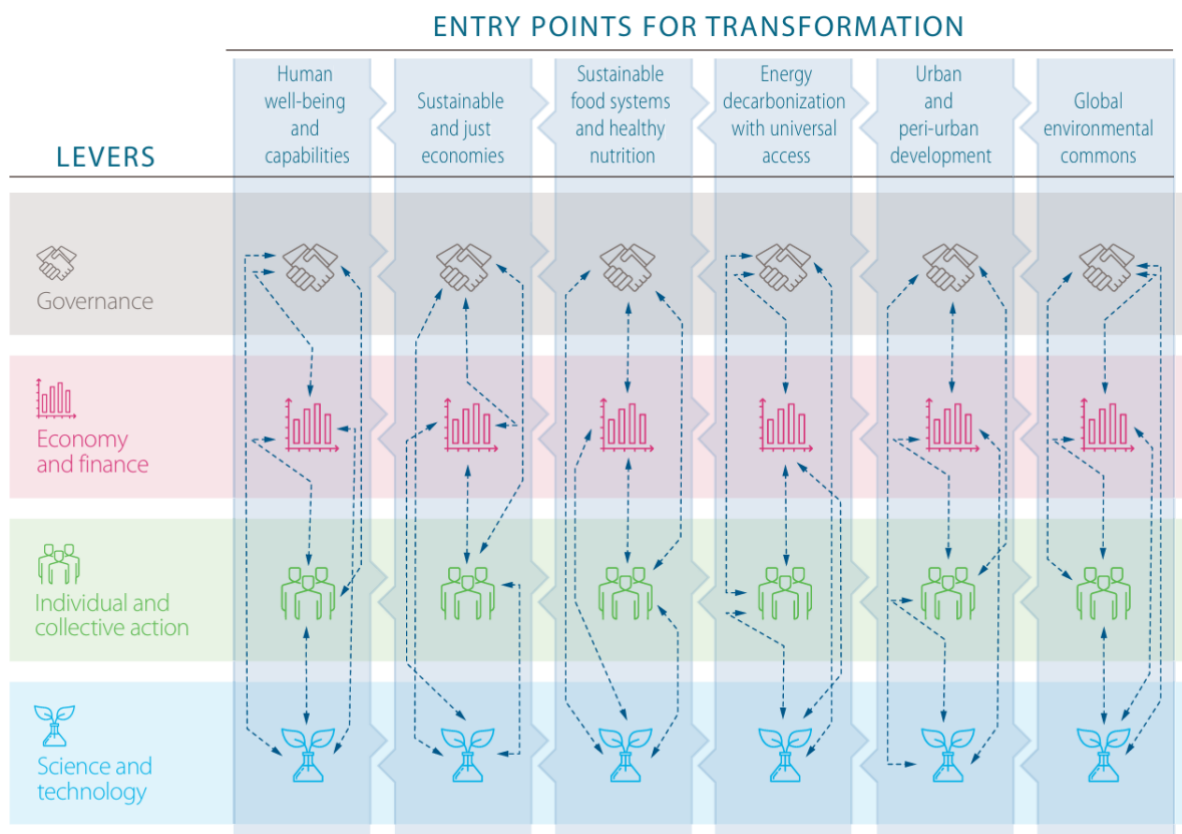 ENTRY POINTS FOR TRANSFORMATION
LEVERS
Human
well-being
and
capabilities
Sustainable
and just
economies
Sustainable
food systems
and healthy
nutrition
Energy
decarbonization
with universal
access
Urban
and
peri-urban
development
Global
environmental
commons
Governance
Economy
and finance
Individual and
collective action
Science and
technology